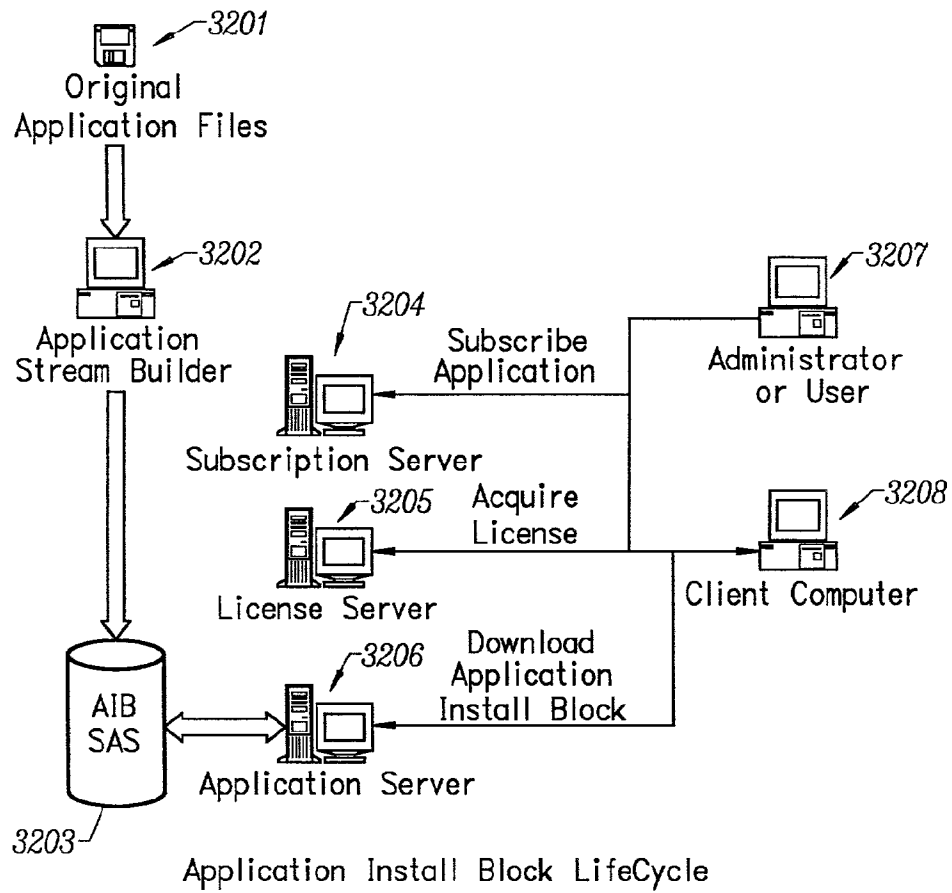 3201
Original
Application Files
3202
Application
Stream Builder
3204
Subscribe
Application
3207
Administrator
or User
Subscription Server
3205
Acquire
License
3208
License Server
Client Computer
3206
Download
Application
Install Block
AIB
SAS
Application Server
3203
Application Install Block LifeCycle